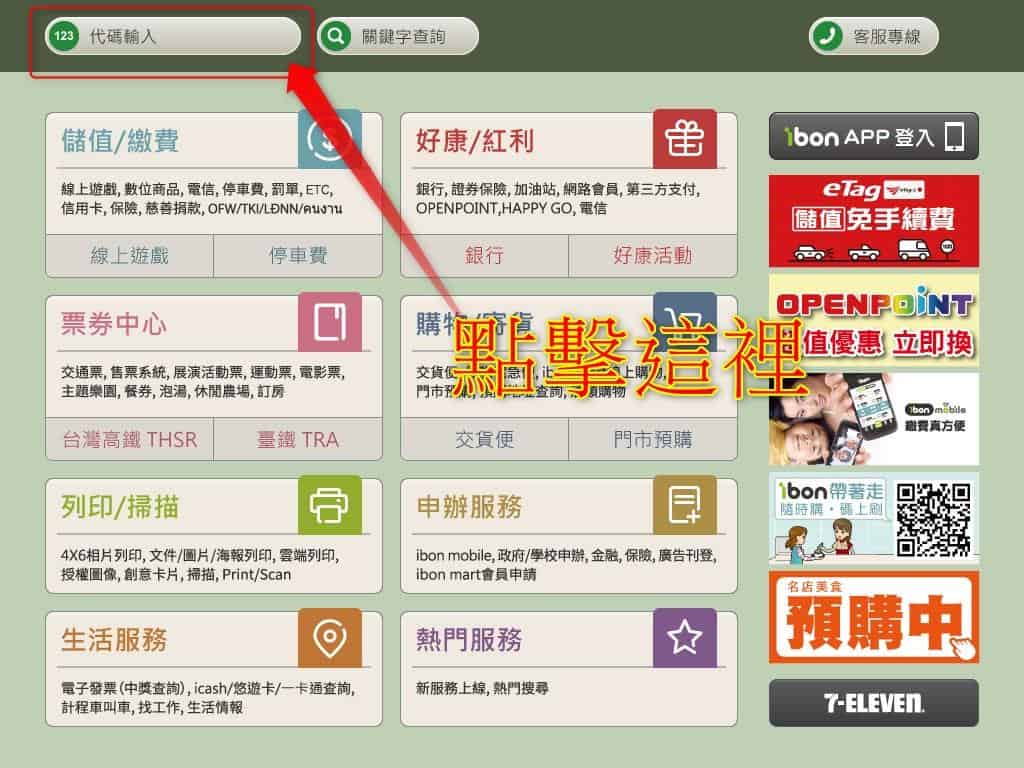 123 代碼輸入
關鍵字查詢
客服專線
儲值/繳費
線上遊戲, 數位商品, 電信, 停車費, 罰單, ETC,
信用卡, 保險, 慈善捐款, OFW/TKI/LĐNN/คนงาน
線上遊戲
停車費
好康/紅利
銀行, 證券保險, 加油站, 網路會員, 第三方支付,
OPENPOINT,HAPPY GO, 電信
銀行
好康活動
ibon APP 登入
eTag
儲值免手續費
票券中心
交通票, 售票系統, 展演活動票, 運動票, 電影票,
主題樂園, 餐券, 泡湯, 休閒農場, 訂房
台灣高鐵 THSR
臺鐵 TRA
購物/寄貨
點擊這裡
交貨便
門市預購
OPENPOINT
值優惠 立即換
ibon mobile
繳費真方便
列印/掃描
4X6相片列印, 文件/圖片/海報列印, 雲端列印,
授權圖像, 創意卡片, 掃描, Print/Scan
申辦服務
ibon mobile, 政府/學校申辦, 金融, 保險, 廣告刊登,
ibon mart會員申請
ibon帶著走
隨時購・碼上刷
生活服務
電子發票(中獎查詢), icash/悠遊卡/一卡通查詢,
計程車叫車, 找工作, 生活情報
熱門服務
新服務上線, 熱門搜尋
名店美食
預購中
7-ELEVEN.